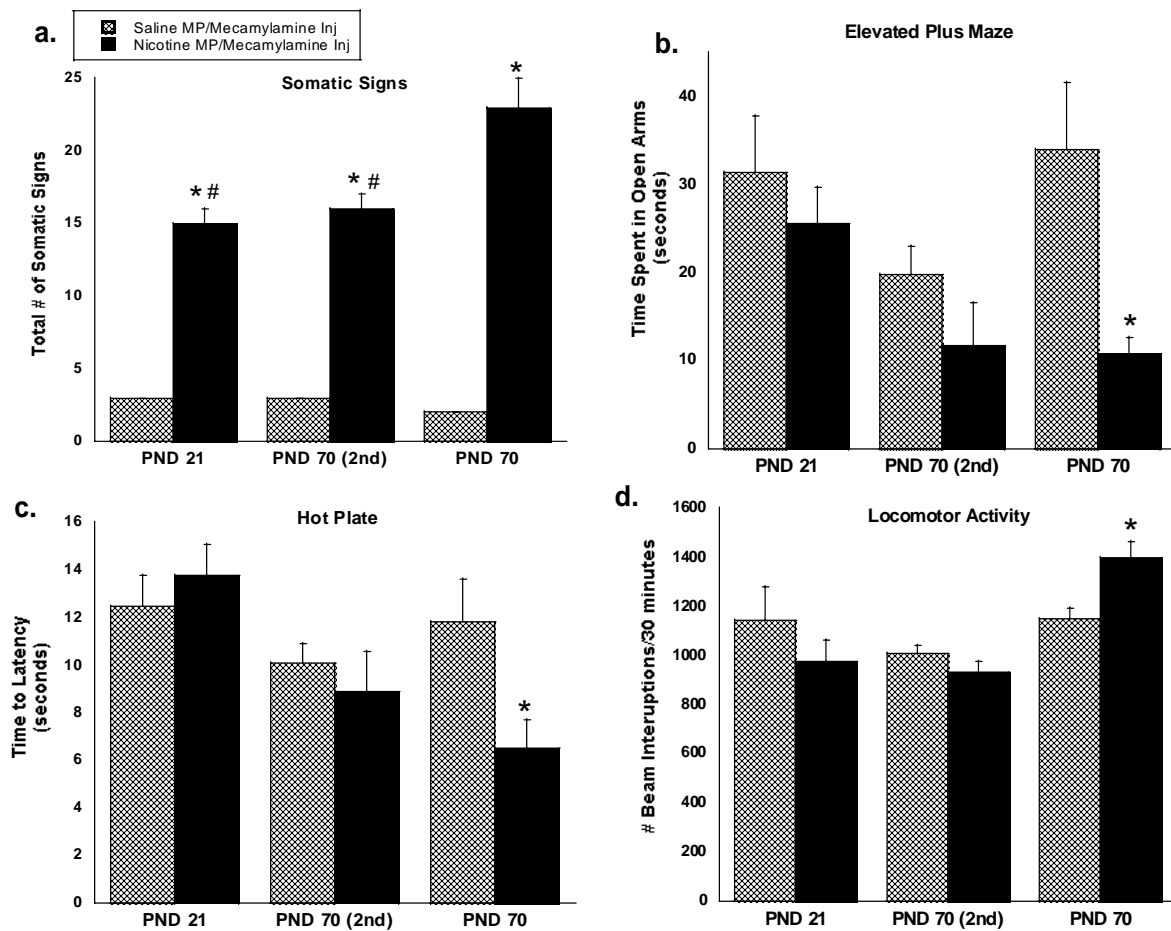 a.
Saline MP/Mecamylamine Inj
Nicotine MP/Mecamylamine Inj
Somatic Signs
Total # of Somatic Signs
25
20
15
10
5
0
* #
* #
*
PND 21
PND 70 (2nd)
PND 70
b.
Elevated Plus Maze
Time Spent in Open Arms
(seconds)
40
30
20
10
0
*
PND 21
PND 70 (2nd)
PND 70
c.
Hot Plate
Time to Latency
(seconds)
16
14
12
10
8
6
4
2
0
*
PND 21
PND 70 (2nd)
PND 70
d.
Locomotor Activity
# Beam Interuptions/30 minutes
1600
1400
1200
1000
800
600
400
200
0
*
PND 21
PND 70 (2nd)
PND 70